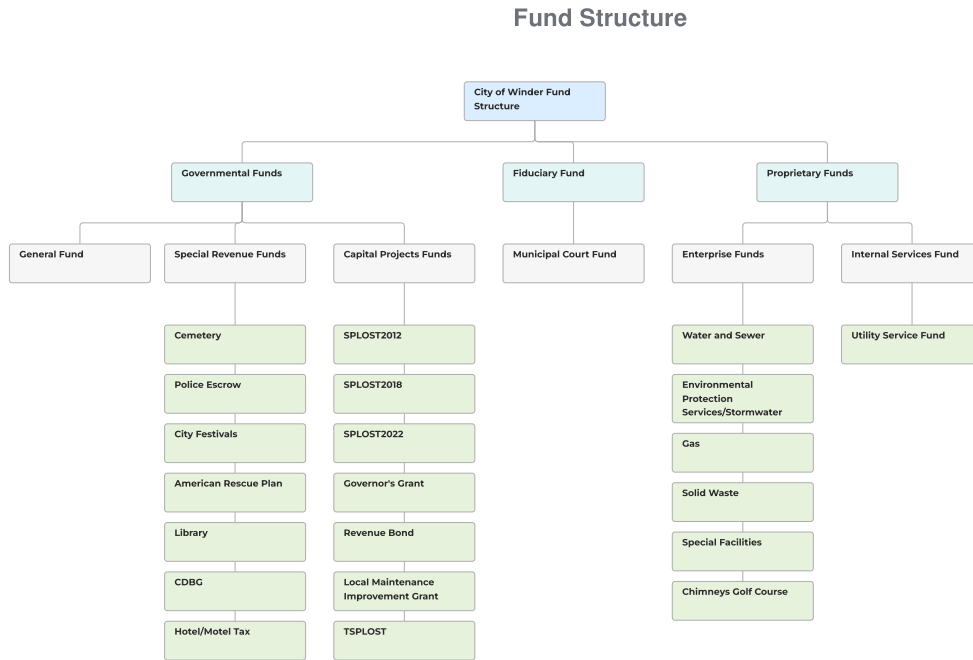 Fund Structure
City of Winder Fund
Structure
Governmental Funds
Fiduciary Fund
Proprietary Funds
General Fund
Special Revenue Funds
Capital Projects Funds
Municipal Court Fund
Enterprise Funds
Internal Services Fund
Cemetery
SPLOST2012
Water and Sewer
Utility Service Fund
Police Escrow
SPLOST2018
Environmental
Protection
Services/Stormwater
City Festivals
SPLOST2022
Gas
American Rescue Plan
Governor's Grant
Solid Waste
Library
Revenue Bond
Special Facilities
CDBG
Local Maintenance
Improvement Grant
Chimneys Golf Course
Hotel/Motel Tax
TSPLOST